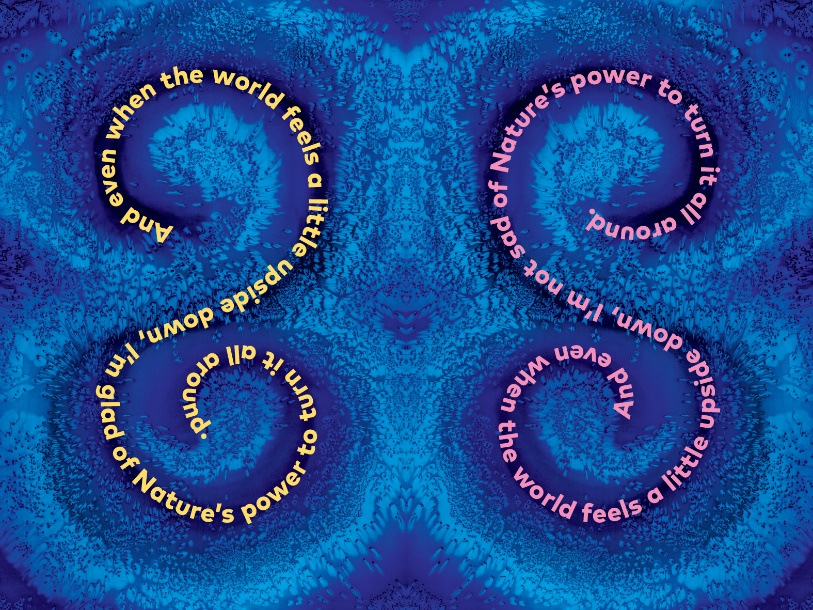 And even when the world feels a little upside down, I'm glad of Nature's power to turn it all around.
And even when the world feels a little upside down, I'm not sad of Nature's power to turn it all around.